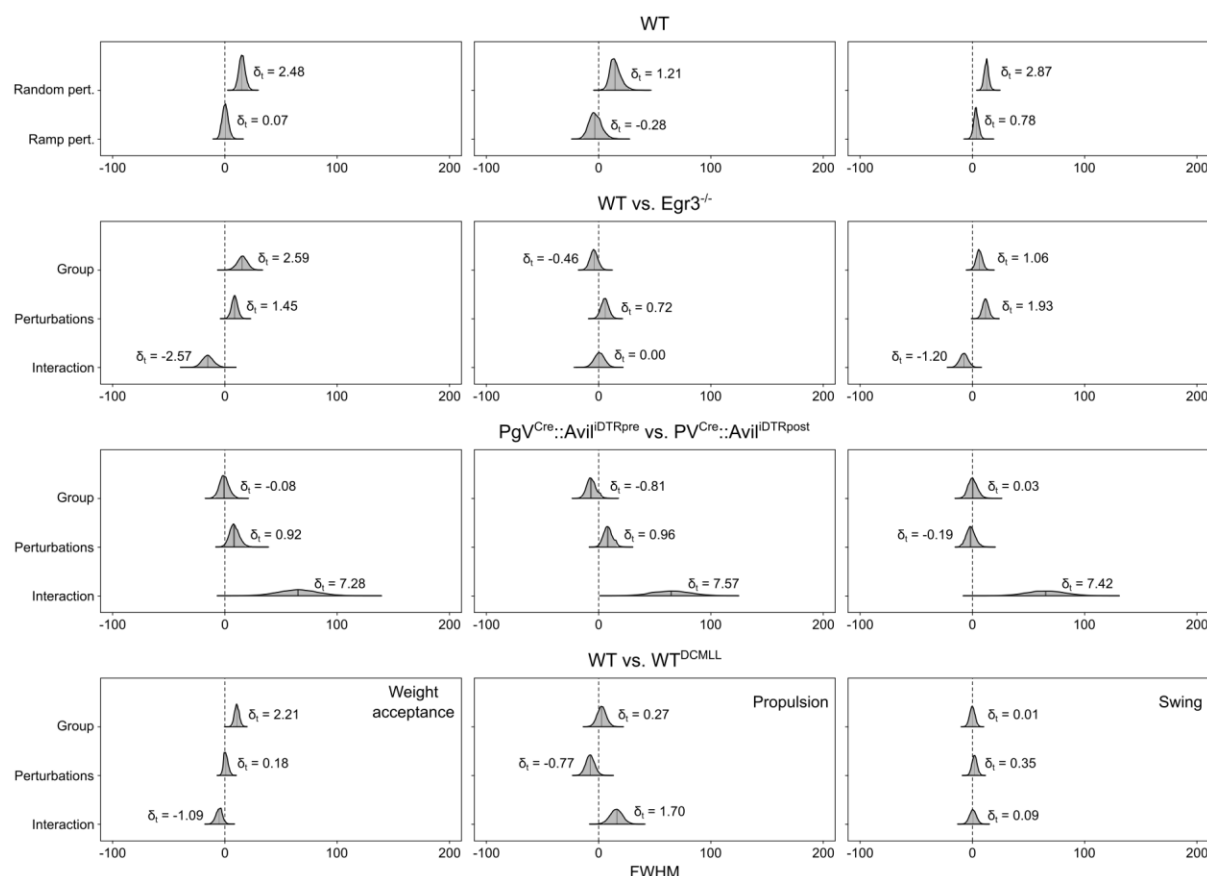 WT
Random pert.
δt = 2.48
δt = 1.21
δt = 2.87
Ramp pert.
δt = 0.07
δt = -0.28
δt = 0.78
-100 0 100 200 -100 0 100 200 -100 0 100 200
WT vs. Egr3-/-
Group
δt = 2.59
δt = -0.46
δt = 1.06
Perturbations
δt = 1.45
δt = 0.72
δt = 1.93
Interaction
δt = -2.57
δt = 0.00
δt = -1.20
-100 0 100 200 -100 0 100 200 -100 0 100 200
PgVCre::AviliDTRpre vs. PVCre::AviliDTRpost
Group
δt = -0.08
δt = -0.81
δt = 0.03
Perturbations
δt = 0.92
δt = 0.96
δt = -0.19
Interaction
δt = 7.28
δt = 7.57
δt = 7.42
-100 0 100 200 -100 0 100 200 -100 0 100 200
WT vs. WTDCMLL
Weight
acceptance
Propulsion
Swing
Group
δt = 2.21
δt = 0.27
δt = 0.01
Perturbations
δt = 0.18
δt = -0.77
δt = 0.35
Interaction
δt = -1.09
δt = 1.70
δt = 0.09
-100 0 100 200 -100 0 100 200 -100 0 100 200
FWHM